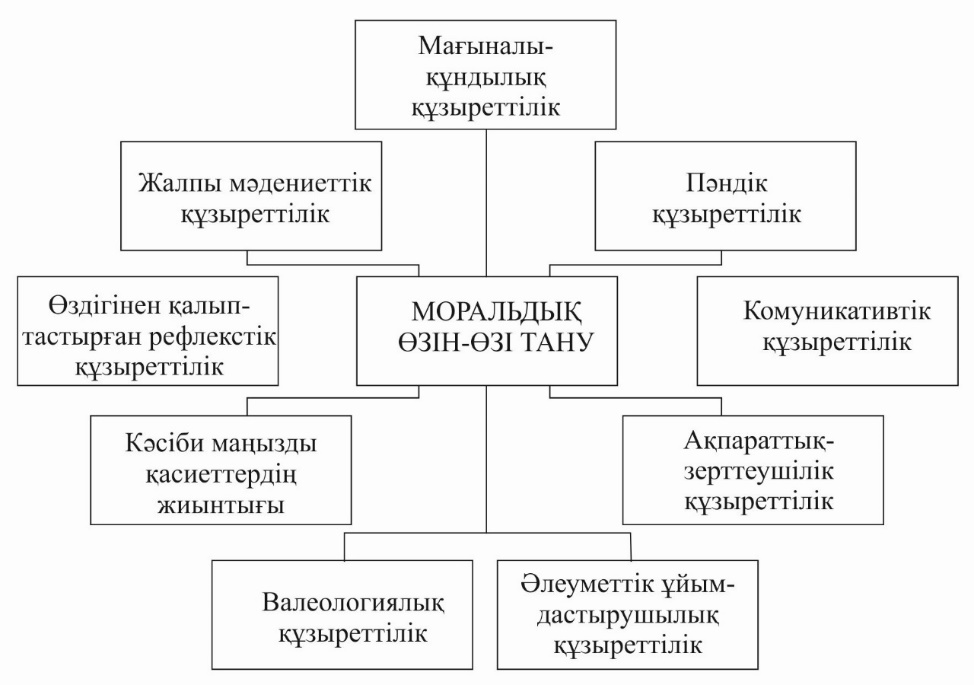 Мағыналы-
құндылық
құзыреттілік
Жалпы мәдениеттік
құзыреттілік
Пәндік
құзыреттілік
Өздігінен қалып-
тастырған рефлекстік
құзыреттілік
МОРАЛЬДЫҚ
ӨЗІН-ӨЗІ ТАНУ
Комуникативтік
құзыреттілік
Кәсіби маңызды
қасиеттердің
жиынтығы
Ақпараттық-
зерттеушілік
құзыреттілік
Валеологиялық
құзыреттілік
Әлеуметтік ұйым-
дастырушылық
құзыреттілік